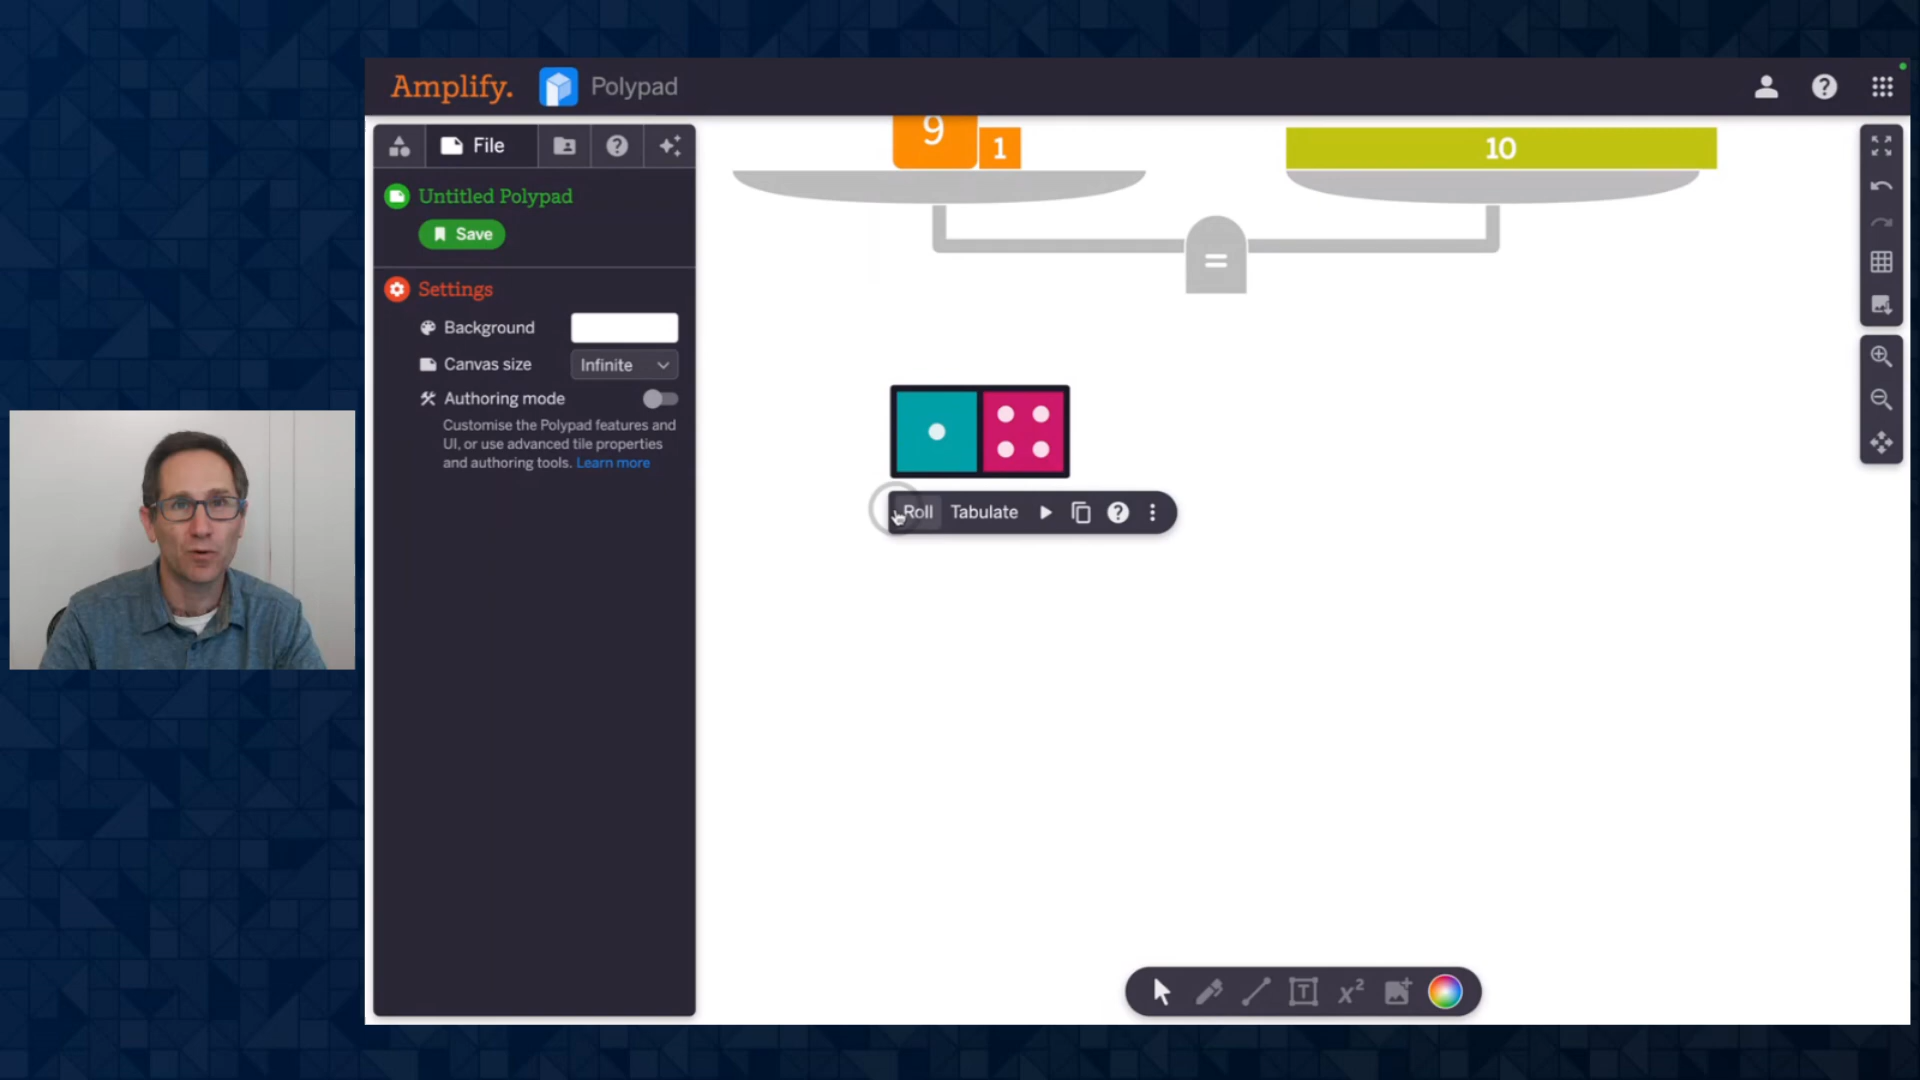 Amplify. Polypad
File
Untitled Polypad
Save
Settings
Background
Canvas size Infinite
Authoring mode
Customise the Polypad features and
UI, or use advanced tile properties
and authoring tools. Learn more
9 1
10
=
Roll Tabulate
T x²